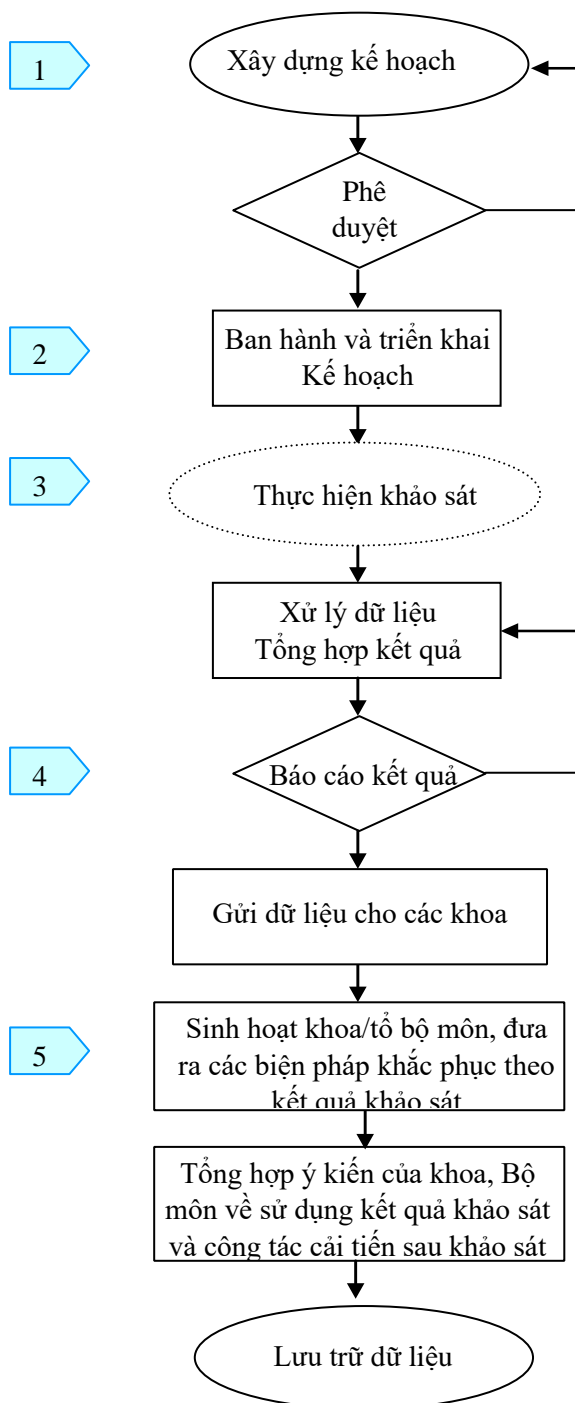 1
Xây dựng kế hoạch
Phê
duyệt
2
Ban hành và triển khai
Kế hoạch
3
Thực hiện khảo sát
Xử lý dữ liệu
Tổng hợp kết quả
4
Báo cáo kết quả
Gửi dữ liệu cho các khoa
5
Sinh hoạt khoa/tổ bộ môn, đưa
ra các biện pháp khắc phục theo
kết quả khảo sát
Tổng hợp ý kiến của khoa, Bộ
môn về sử dụng kết quả khảo sát
và công tác cải tiến sau khảo sát
Lưu trữ dữ liệu